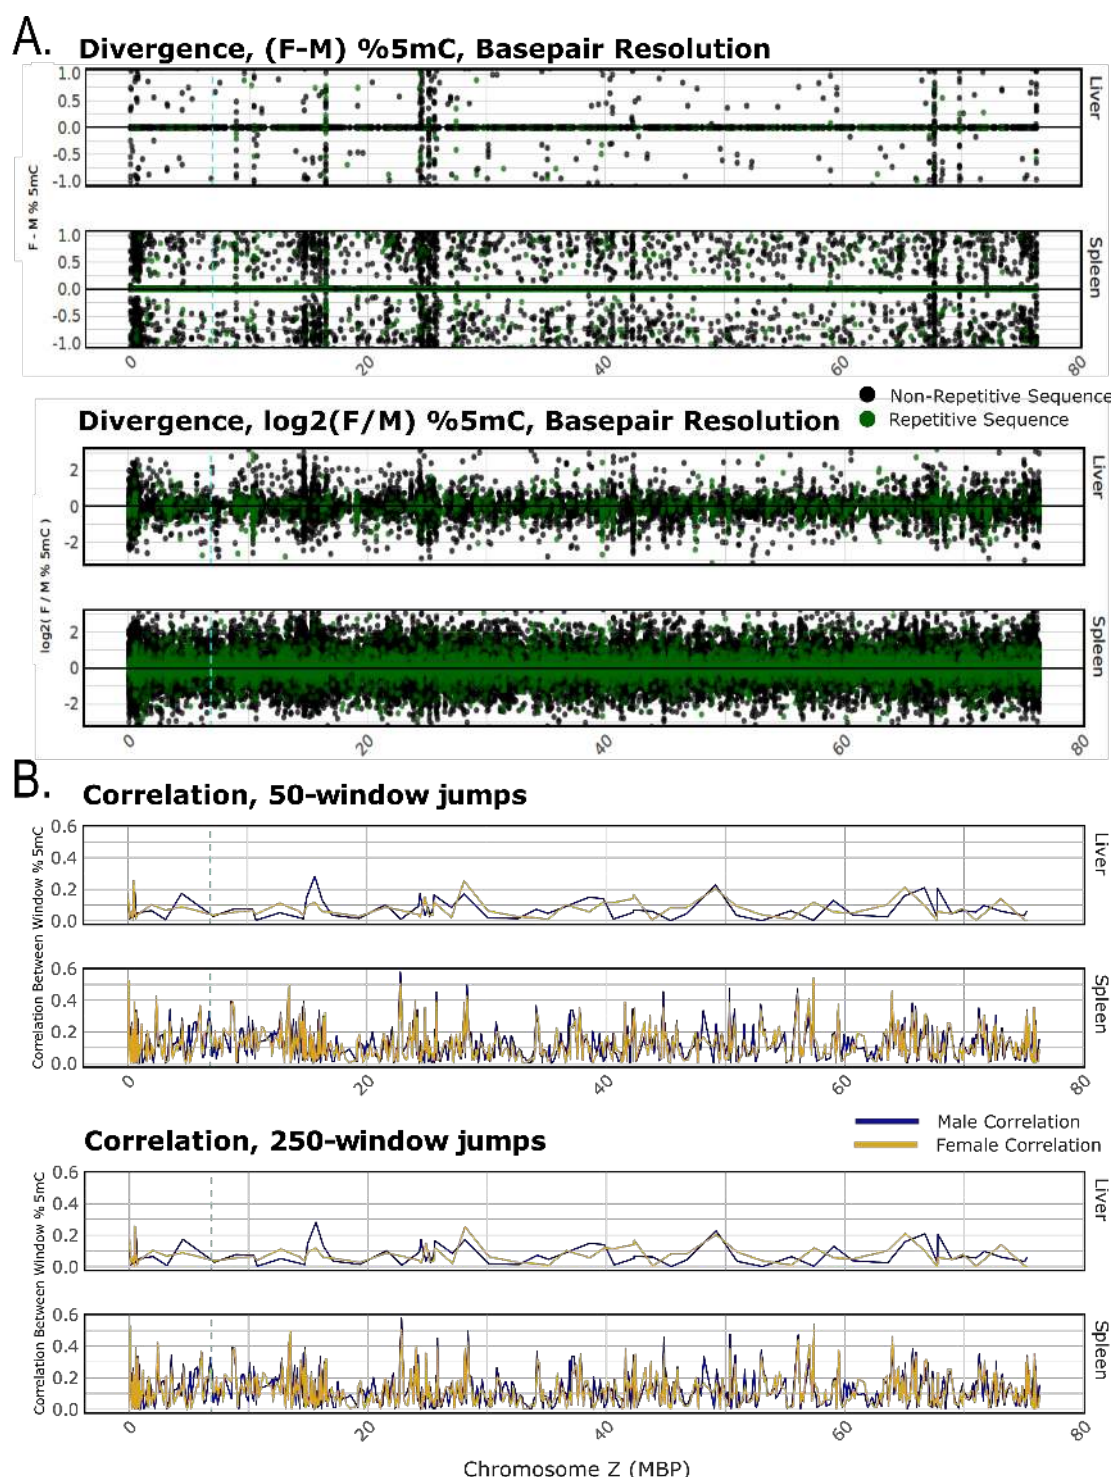 A.
Divergence, (F-M) %5mC, Basepair Resolution
F - M % 5mC
1.0
0.5
0.0
-0.5
-1.0
Liver
1.0
0.5
0.0
-0.5
-1.0
Spleen
0 20 40 60 80
Non-Repetitive Sequence
Repetitive Sequence
Divergence, log2(F/M) %5mC, Basepair Resolution
log2( F / M % 5mC)
2
0
-2
Liver
2
0
-2
Spleen
0 20 40 60 80
B.
Correlation, 50-window jumps
Correlation Between Window % 5mC
0.6
0.4
0.2
0.0
Liver
0.6
0.4
0.2
0.0
Spleen
0 20 40 60 80
Male Correlation
Female Correlation
Correlation, 250-window jumps
Correlation Between Window % 5mC
0.6
0.4
0.2
0.0
Liver
0.6
0.4
0.2
0.0
Spleen
0 20 40 60 80
Chromosome Z (MBP)